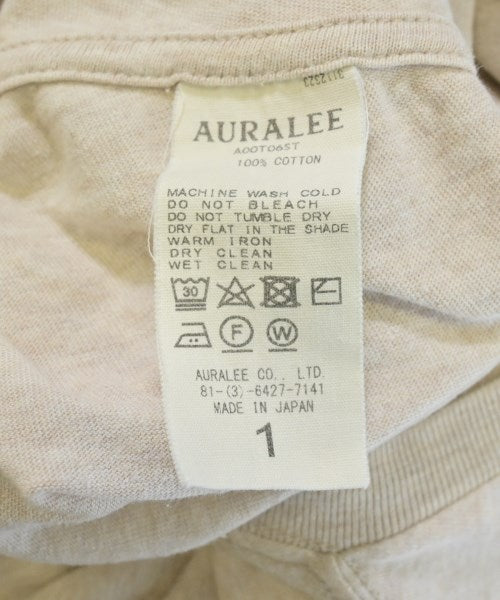 AURALEE
A00T06ST
100% COTTON
MACHINE WASH COLD
DO NOT BLEACH
DO NOT TUMBLE DRY
DRY FLAT IN THE SHADE
WARM IRON
DRY CLEAN
WET CLEAN
30
F W
AURALEE CO., LTD.
81-(3)-6427-7141
MADE IN JAPAN
1